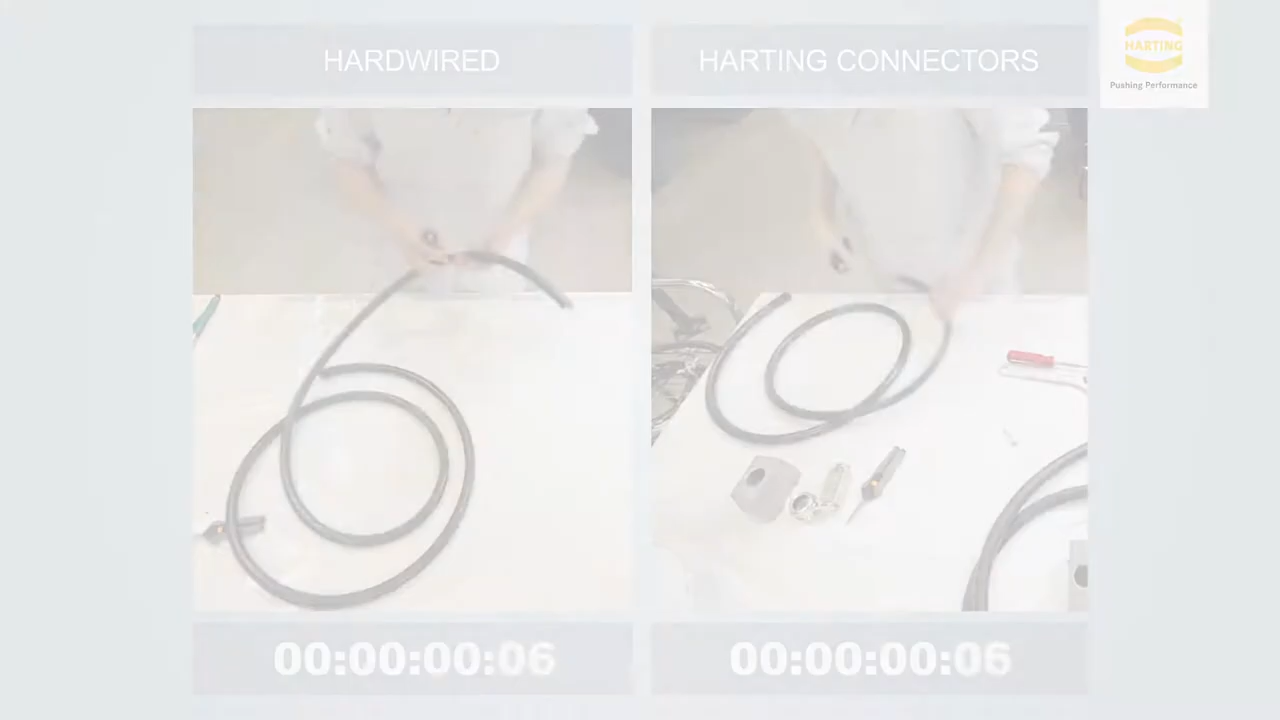 HARDWIRED
HARTING CONNECTORS
HARTING
Pushing Performance
00:00:00:06
00:00:00:06